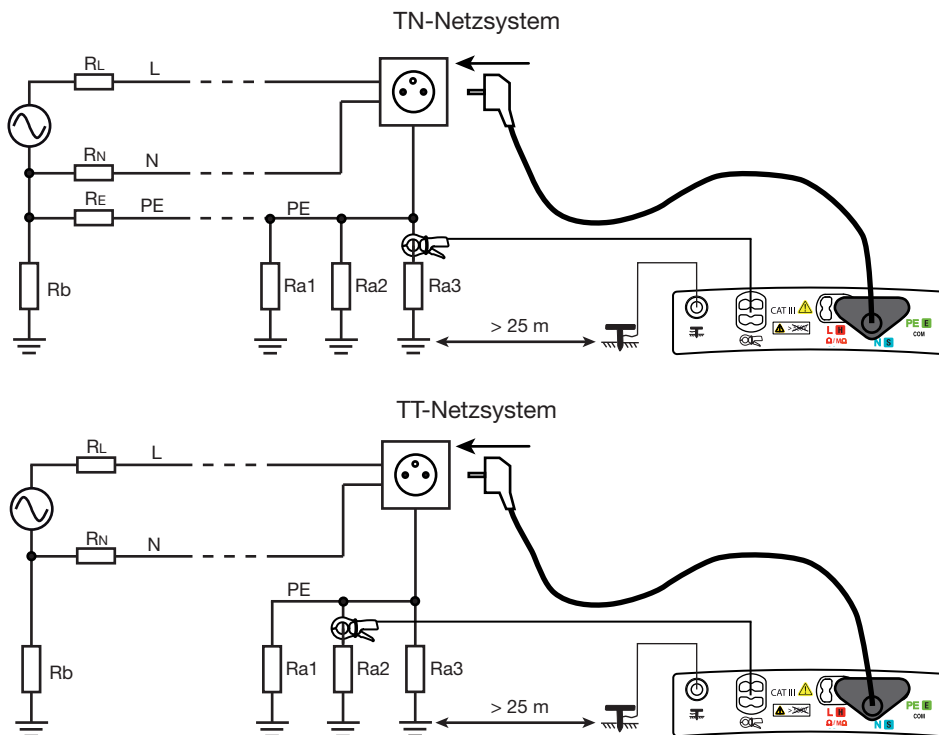 TN-Netzsystem
RL
L
RN
N
RE
PE
PE
Rb
Ra1
Ra2
Ra3
> 25 m
CAT III
L H
Ω/MΩ
N S
PE E
COM
TT-Netzsystem
RL
L
RN
N
PE
Rb
Ra1
Ra2
Ra3
> 25 m
CAT III
L H
Ω/MΩ
N S
PE E
COM